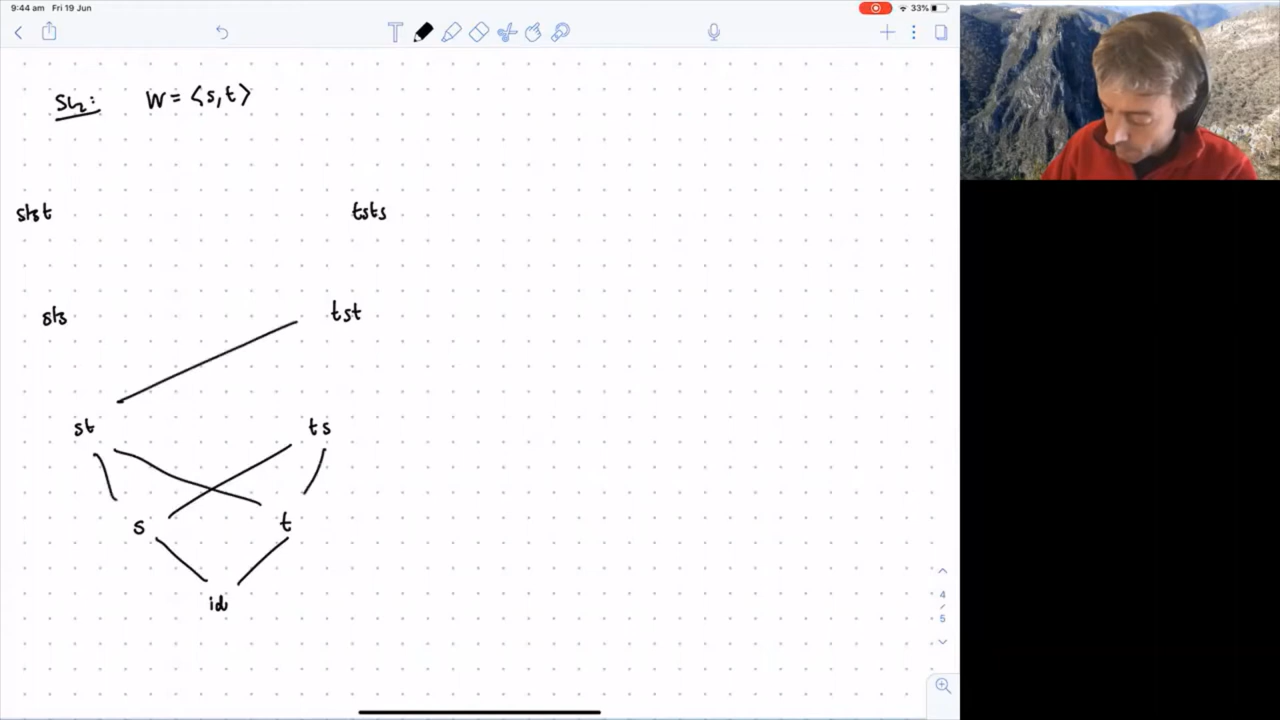 9:44 am Fri 19 Jun 33%
Sl₂: W = ⟨s,t⟩
stst tsts
sts tst
st ts
s t
id
4
/
5